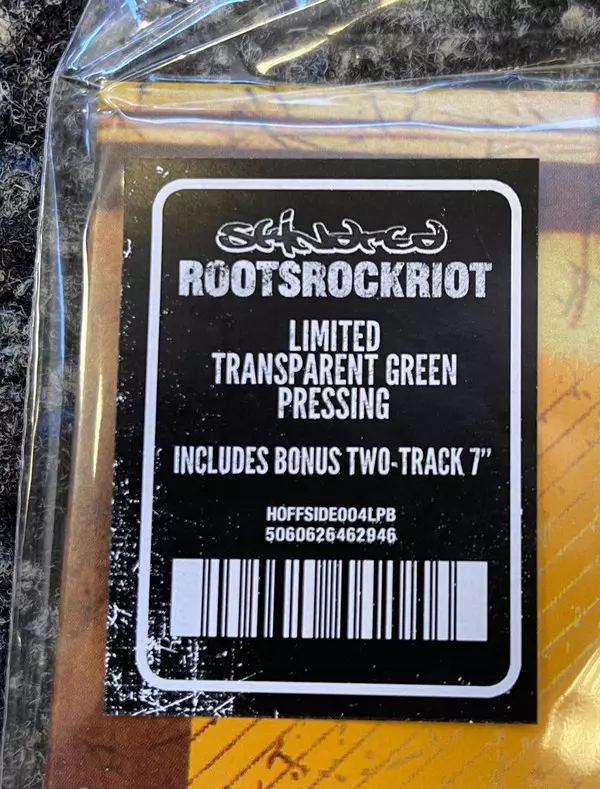 Skindred
ROOTSROCKRIOT
LIMITED
TRANSPARENT GREEN
PRESSING
INCLUDES BONUS TWO-TRACK 7"
HOFFSIDE004LPB
5060626462946